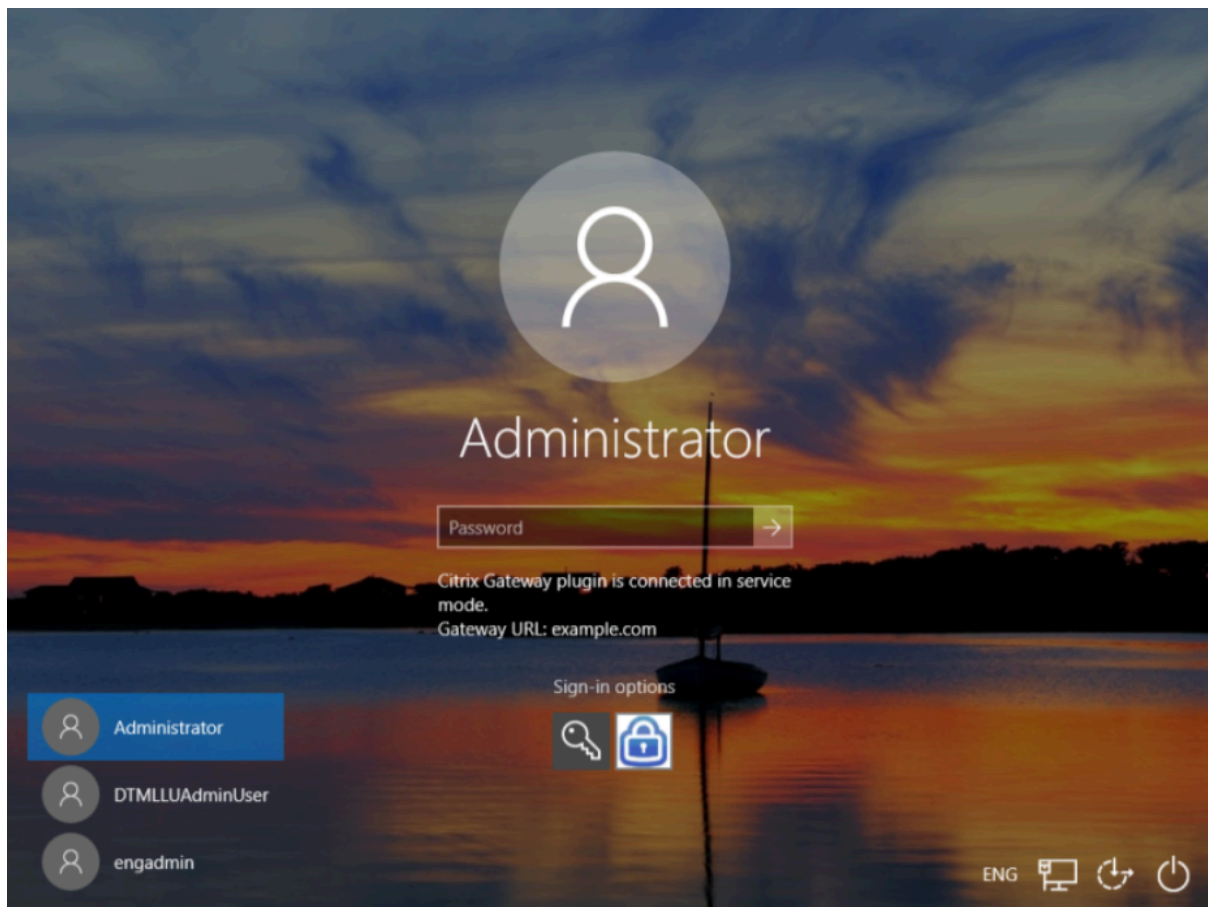 Administrator
Password
Citrix Gateway plugin is connected in service
mode.
Gateway URL: example.com
Sign-in options
Administrator
DTMLLUAdminUser
engadmin
ENG